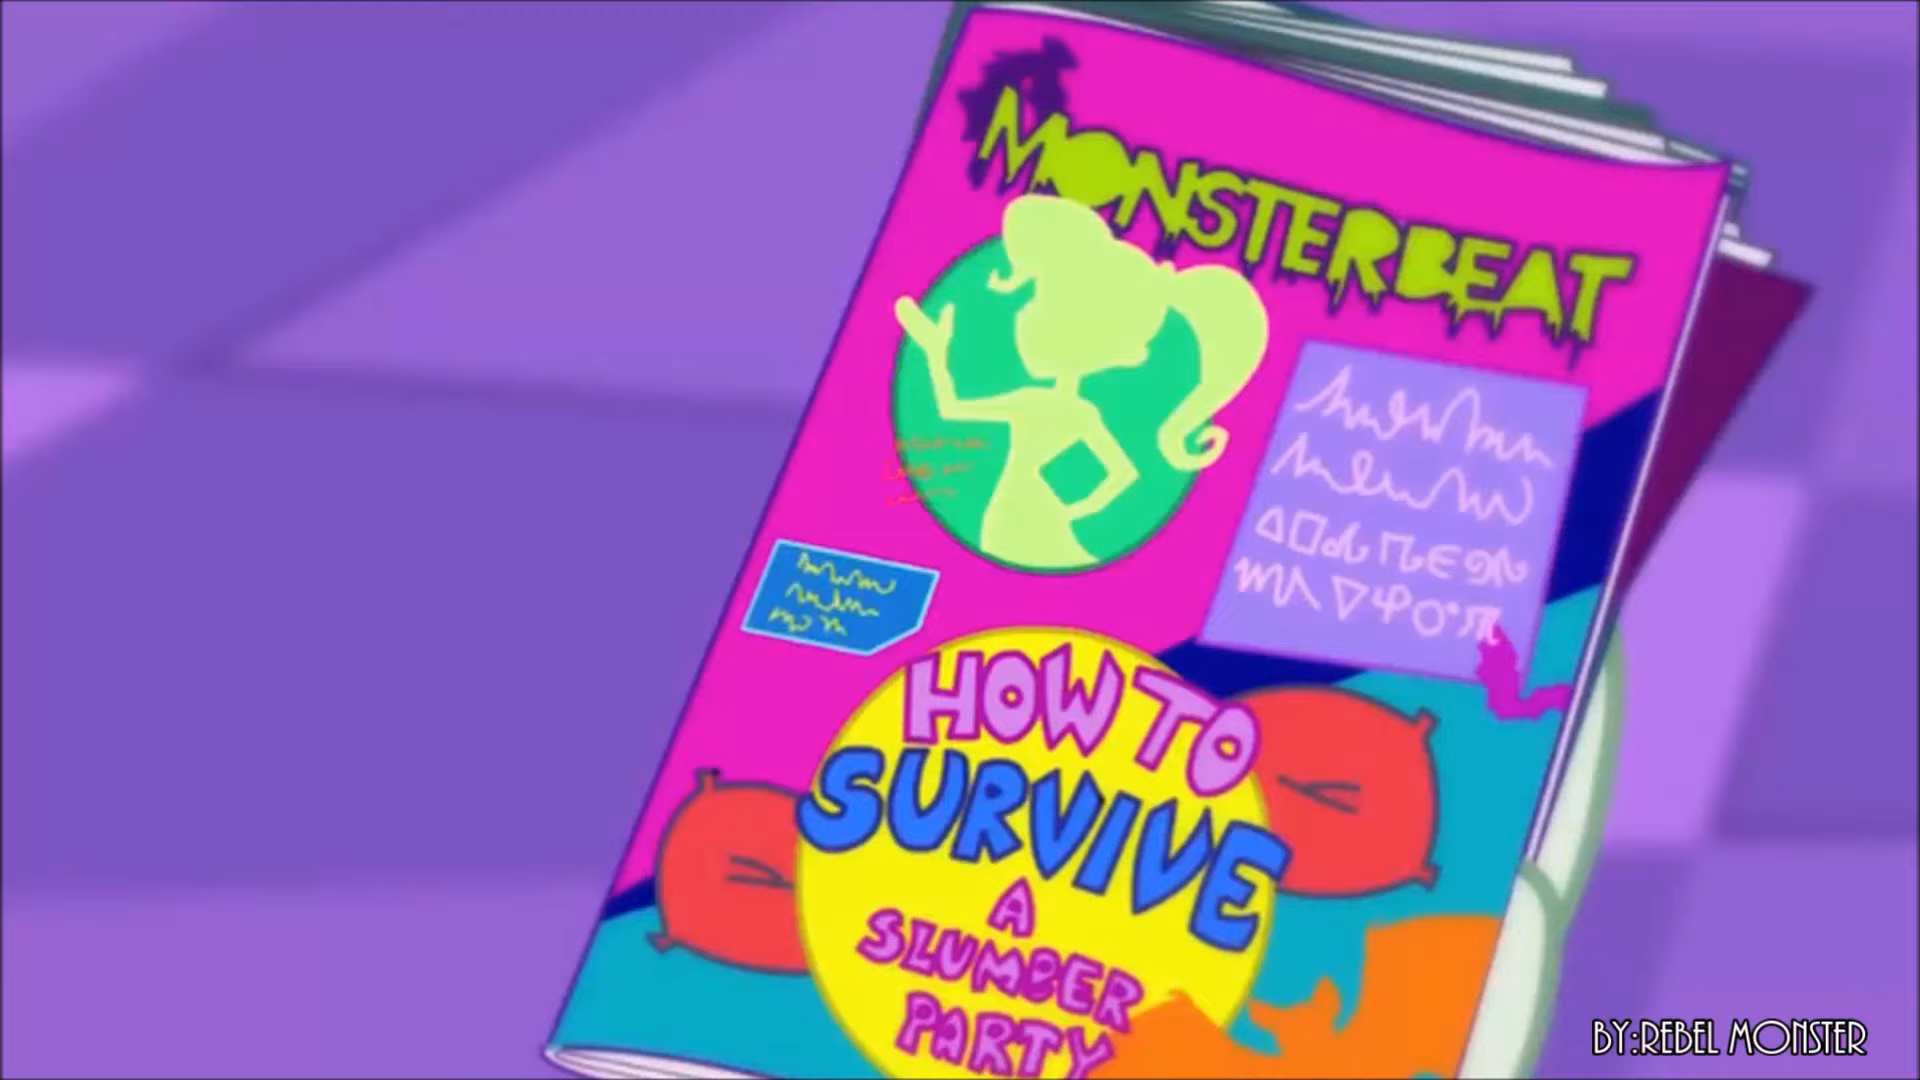 MONSTERBEAT
HOW TO
SURVIVE
A
SLUMBER
PARTY
BY:REBEL MONSTER